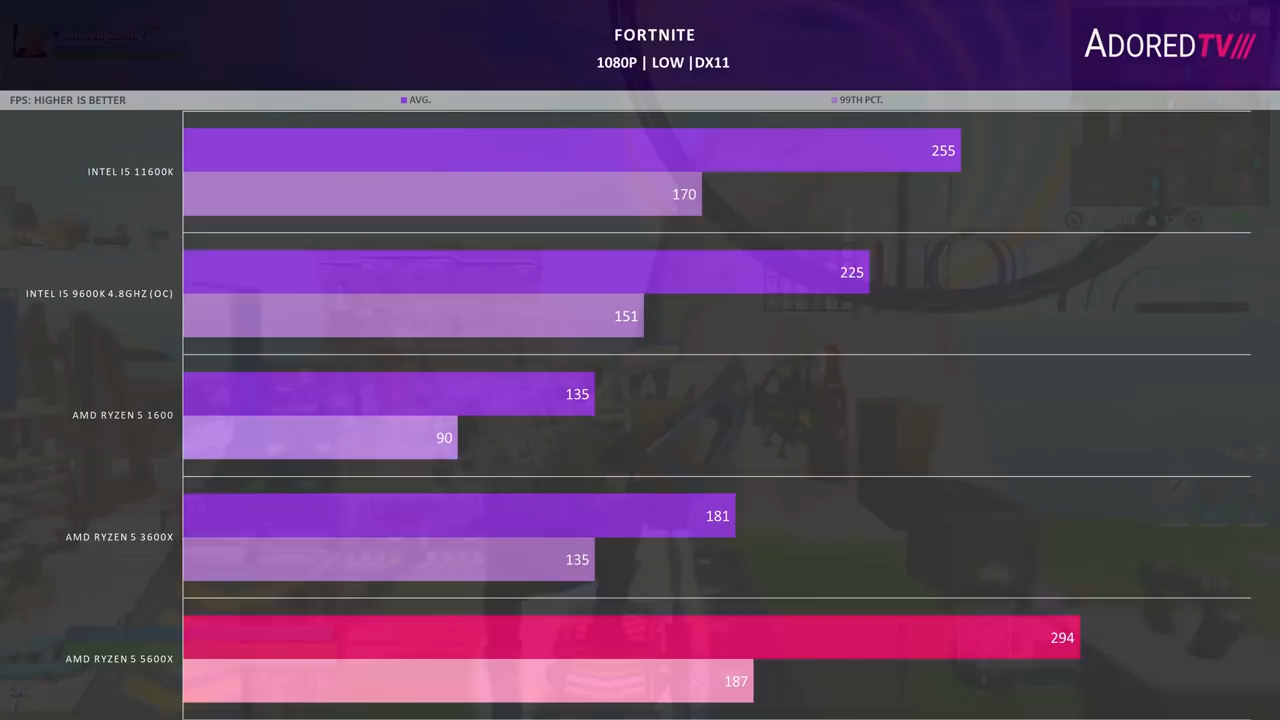 FORTNITE
1080P | LOW |DX11
ADOREDTV///
FPS: HIGHER IS BETTER
AVG.
99TH PCT.
INTEL I5 11600K
255
170
INTEL I5 9600K 4.8GHZ (OC)
225
151
AMD RYZEN 5 1600
135
90
AMD RYZEN 5 3600X
181
135
AMD RYZEN 5 5600X
294
187